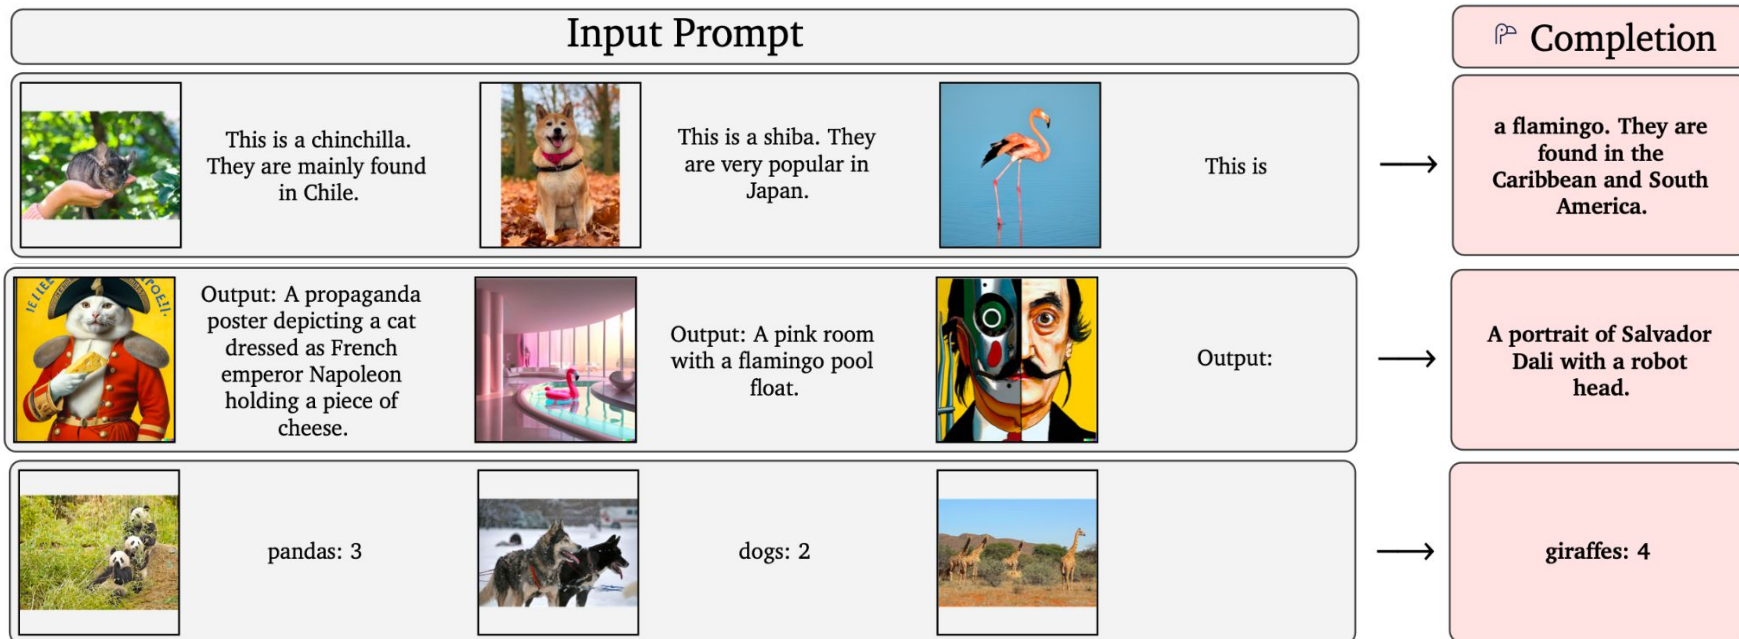 Input Prompt
Completion
This is a chinchilla.
They are mainly found
in Chile.
This is a shiba. They
are very popular in
Japan.
This is
a flamingo. They are
found in the
Caribbean and South
America.
Output: A propaganda
poster depicting a cat
dressed as French
emperor Napoleon
holding a piece of
cheese.
Output: A pink room
with a flamingo pool
float.
Output:
A portrait of Salvador
Dali with a robot
head.
pandas: 3
dogs: 2
giraffes: 4